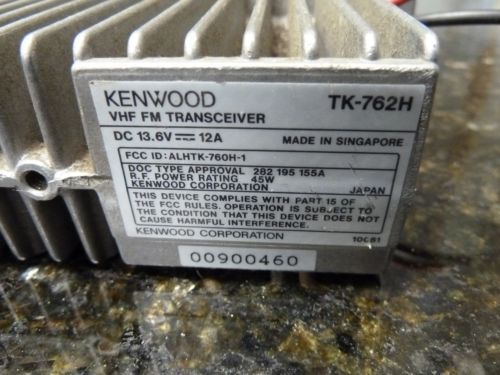 KENWOOD TK-762H
VHF FM TRANSCEIVER
DC 13.6V⎓12A MADE IN SINGAPORE
FCC ID: ALHTK-760H-1
DOC TYPE APPROVAL 282 195 155A
R.F. POWER RATING 45W
KENWOOD CORPORATION JAPAN
THIS DEVICE COMPLIES WITH PART 15 OF
THE FCC RULES. OPERATION IS SUBJECT TO
THE CONDITION THAT THIS DEVICE DOES NOT
CAUSE HARMFUL INTERFERENCE.
KENWOOD CORPORATION
00900460